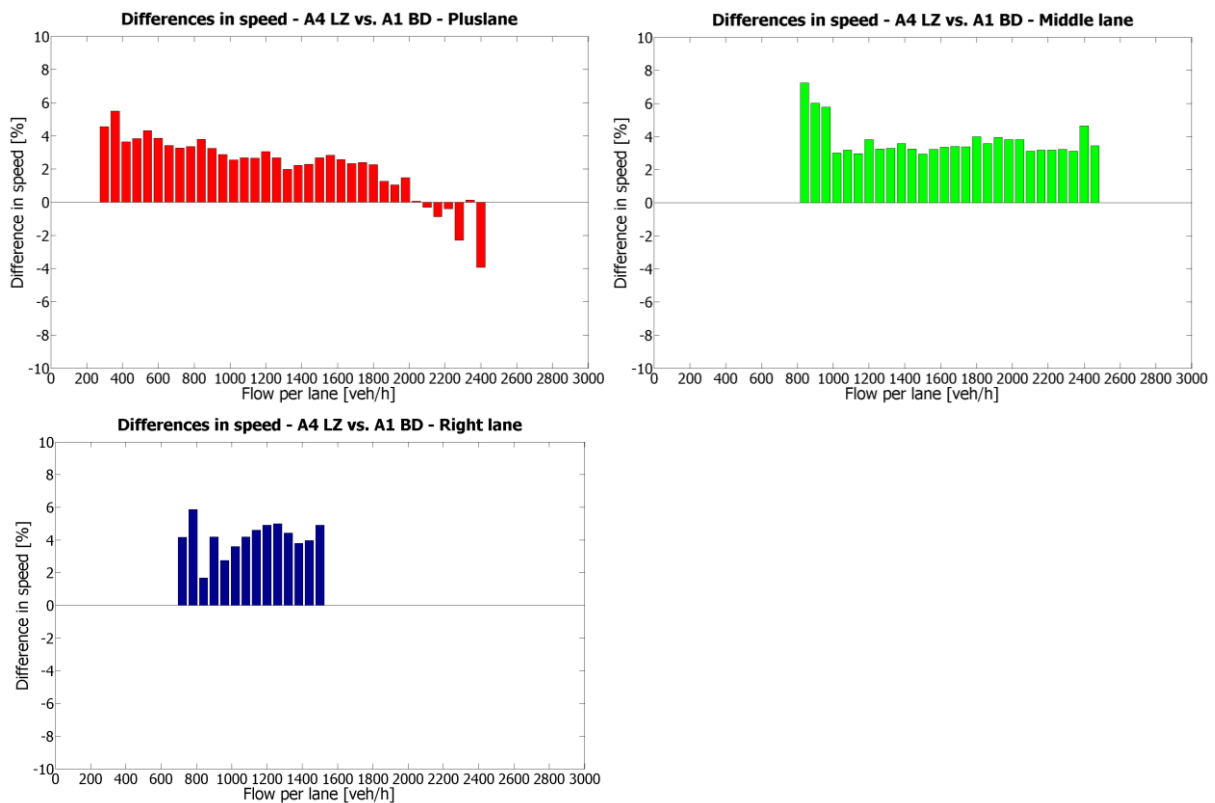 Differences in speed - A4 LZ vs. A1 BD - Pluslane
10
8
6
4
2
0
-2
-4
-6
-8
-10
Difference in speed [%]
0 200 400 600 800 1000 1200 1400 1600 1800 2000 2200 2400 2600 2800 3000
Flow per lane [veh/h]
Differences in speed - A4 LZ vs. A1 BD - Middle lane
10
8
6
4
2
0
-2
-4
-6
-8
-10
Difference in speed [%]
0 200 400 600 800 1000 1200 1400 1600 1800 2000 2200 2400 2600 2800 3000
Flow per lane [veh/h]
Differences in speed - A4 LZ vs. A1 BD - Right lane
10
8
6
4
2
0
-2
-4
-6
-8
-10
Difference in speed [%]
0 200 400 600 800 1000 1200 1400 1600 1800 2000 2200 2400 2600 2800 3000
Flow per lane [veh/h]